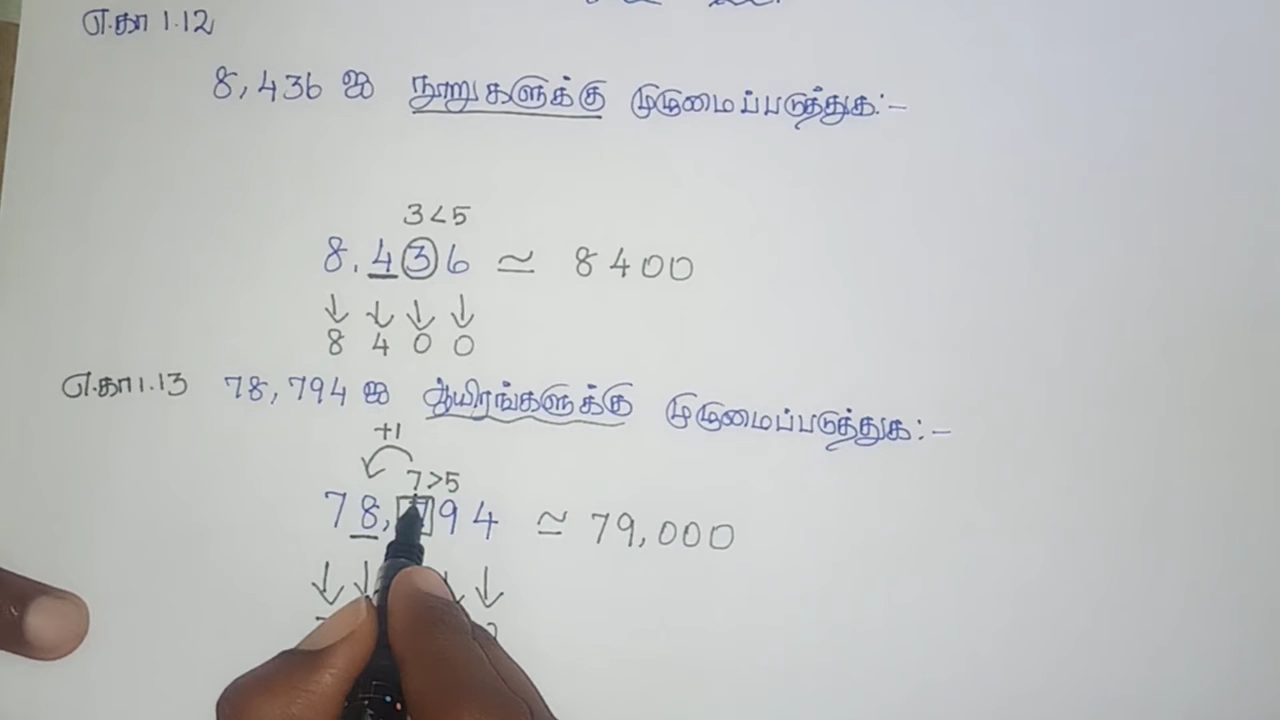 எ.கா 1.12
8,436 ஐ நூறுகளுக்கு முழுமைப்படுத்துக:-
3<5
8,436 ≃ 8400
↓ ↓ ↓ ↓
8 4 0 0
எ.கா 1.13 78,794 ஐ ஆயிரங்களுக்கு முழுமைப்படுத்துக:-
+1
7>5
78,794 ≃ 79,000
↓ ↓ ↓ ↓